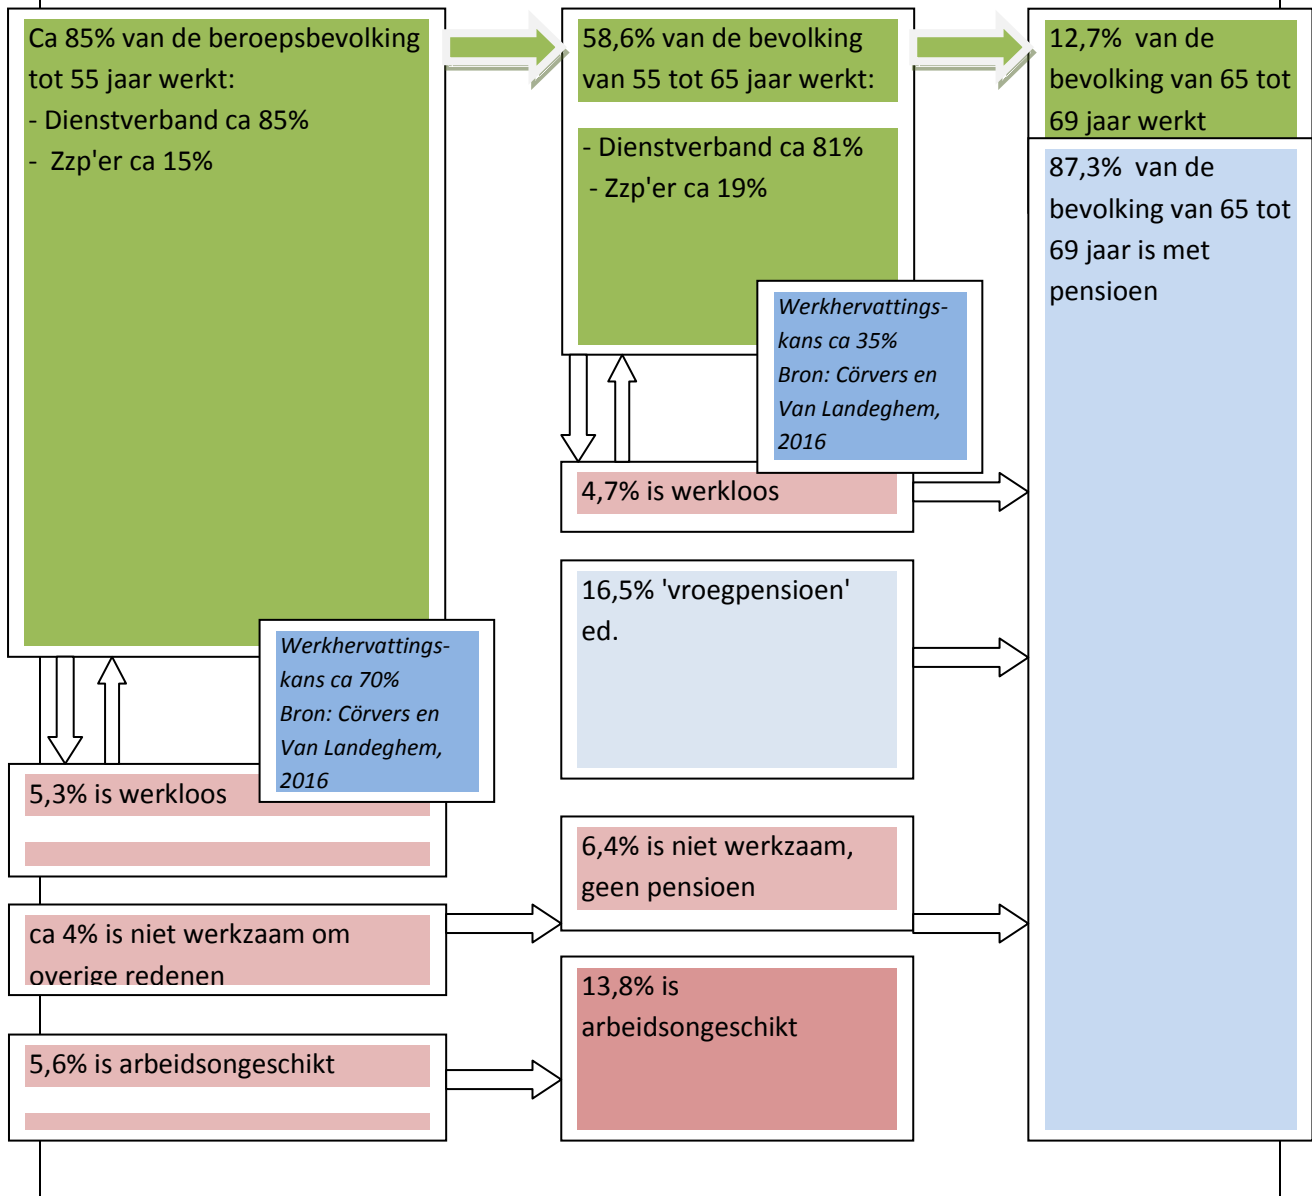 Ca 85% van de beroepsbevolking
tot 55 jaar werkt:
- Dienstverband ca 85%
- Zzp'er ca 15%
Werkhervattings-
kans ca 70%
Bron: Cörvers en
Van Landeghem,
2016
5,3% is werkloos
ca 4% is niet werkzaam om
overige redenen
5,6% is arbeidsongeschikt
58,6% van de bevolking
van 55 tot 65 jaar werkt:
- Dienstverband ca 81%
- Zzp'er ca 19%
Werkhervattings-
kans ca 35%
Bron: Cörvers en
Van Landeghem,
2016
4,7% is werkloos
16,5% 'vroegpensioen'
ed.
6,4% is niet werkzaam,
geen pensioen
13,8% is
arbeidsongeschikt
12,7% van de
bevolking van 65 tot
69 jaar werkt
87,3% van de
bevolking van 65 tot
69 jaar is met
pensioen